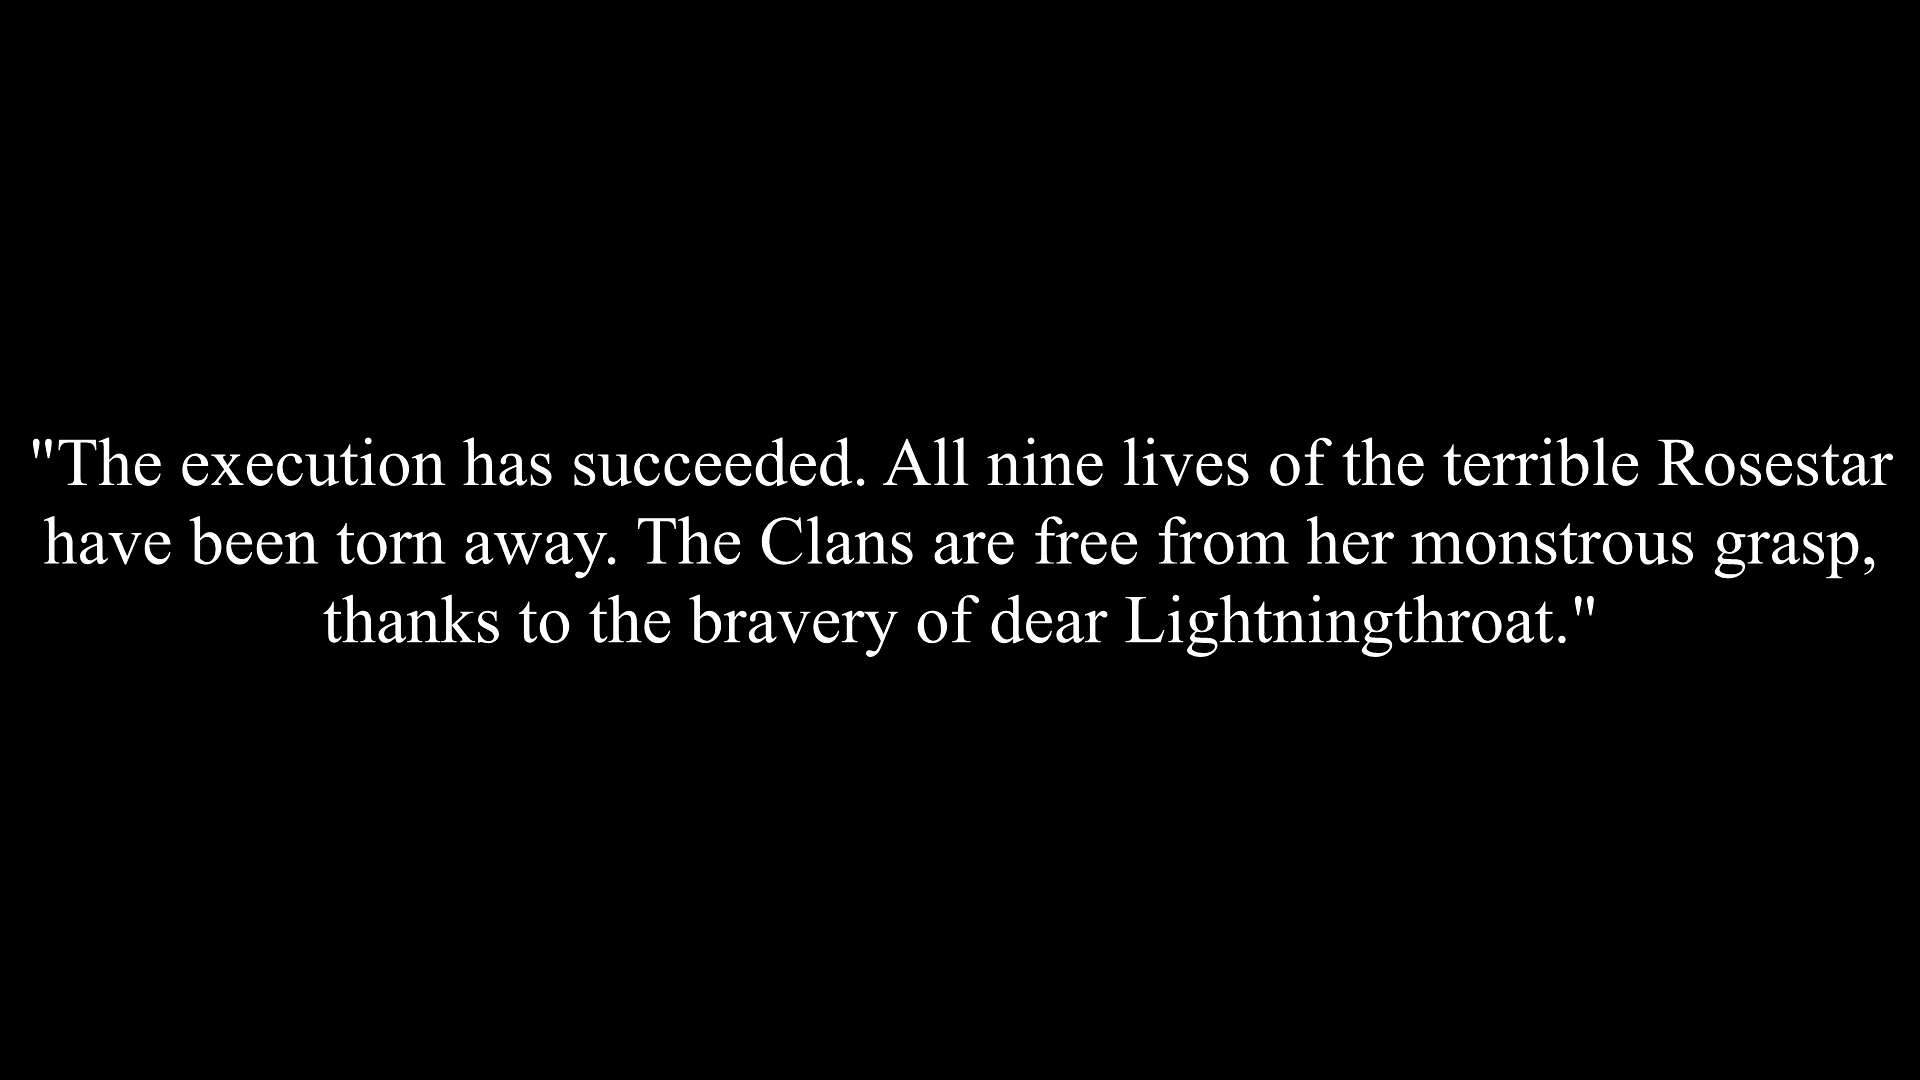 "The execution has succeeded. All nine lives of the terrible Rosestar
have been torn away. The Clans are free from her monstrous grasp,
thanks to the bravery of dear Lightningthroat."